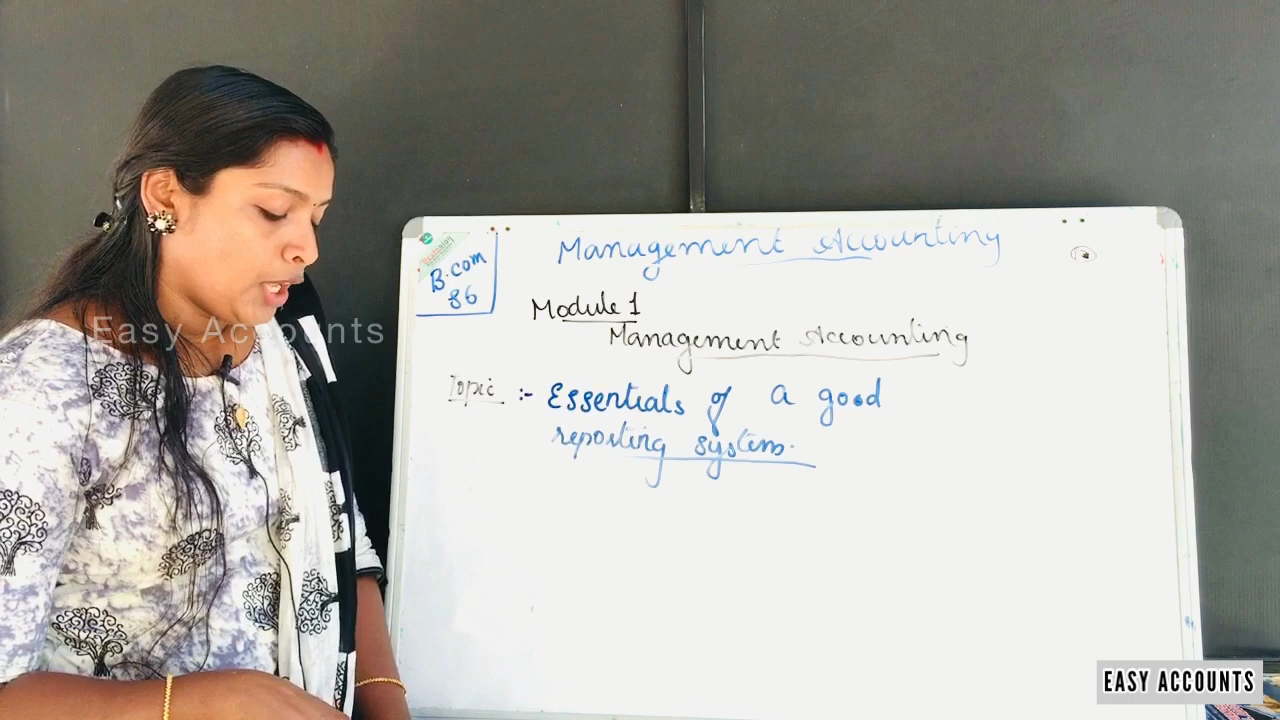 Management Accounting
B.com
S6
Module 1
Management Accounting
Topic :- Essentials of a good
reporting system.
Easy Accounts
EASY ACCOUNTS